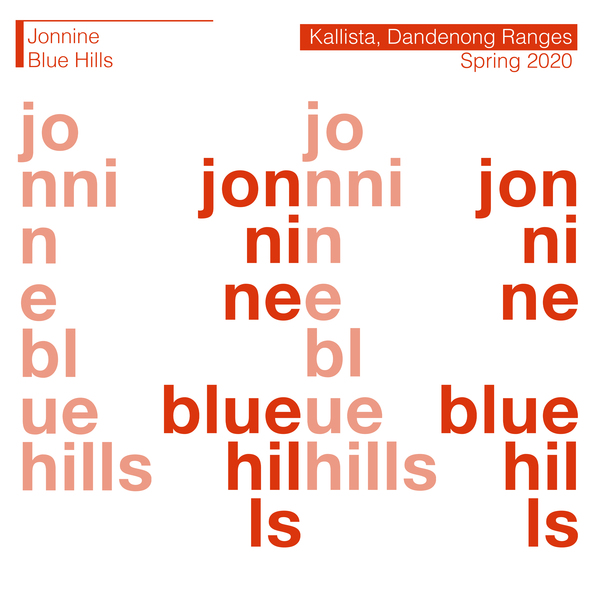 Jonnine
Blue Hills
Kallista, Dandenong Ranges
Spring 2020
jo
nni
n
e
bl
ue
hills
jon
ni
ne
blue
hil
ls
jo
nni
n
e
bl
ue
hills
jon
ni
ne
blue
hil
ls